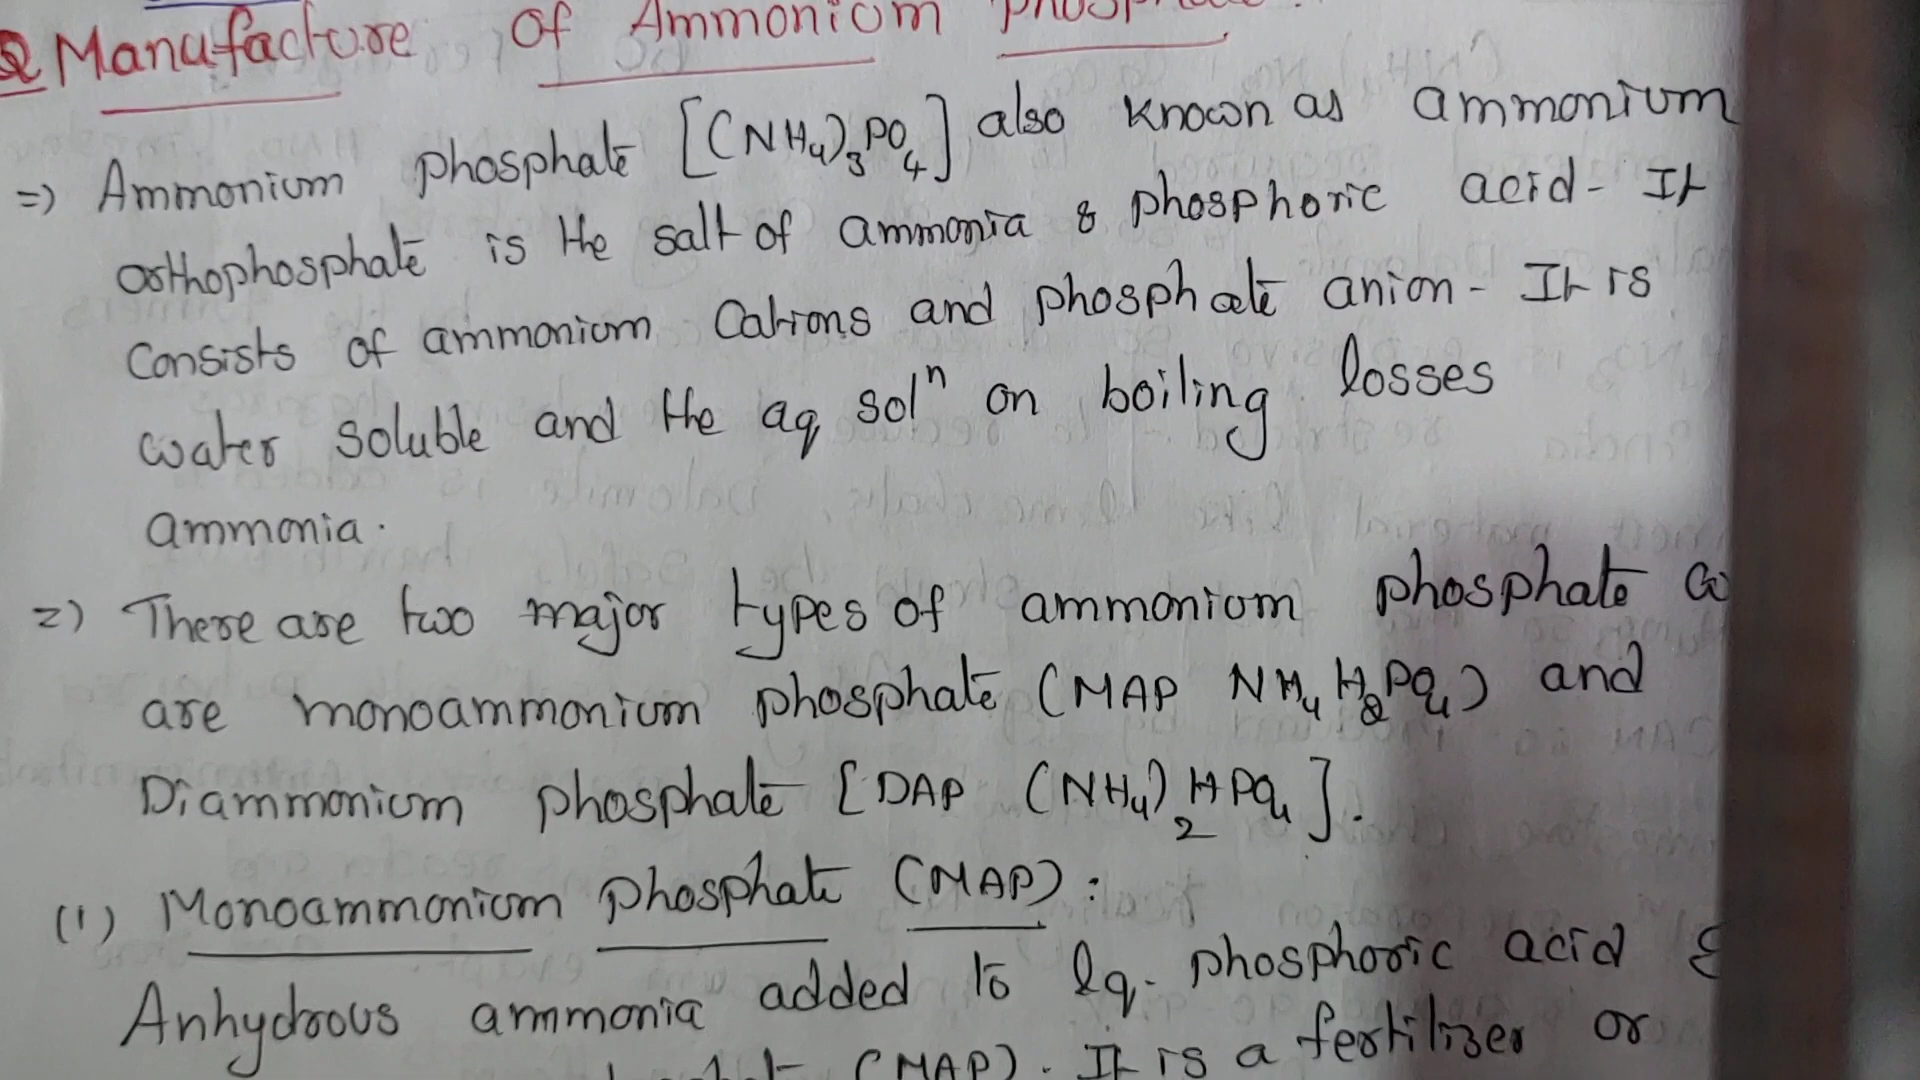 Q Manufacture Of Ammonium phosphate:
=) Ammonium phosphate [(NH4)3PO4] also known as ammonium
orthophosphate is the salt of ammonia & phosphoric acid- It
Consists of ammonium Cations and phosphate anion- It is
water soluble and the aq solⁿ on boiling losses
ammonia.
=) There are two major types of ammonium phosphate
are monoammonium phosphate (MAP NH4H2PO4) and
Diammonium phosphate [DAP (NH4)2HPO4].
(1) Monoammonium phosphate (MAP):
Anhydrous ammonia added to lq. phosphoric acid &
(MAP). It is a fertilizer or